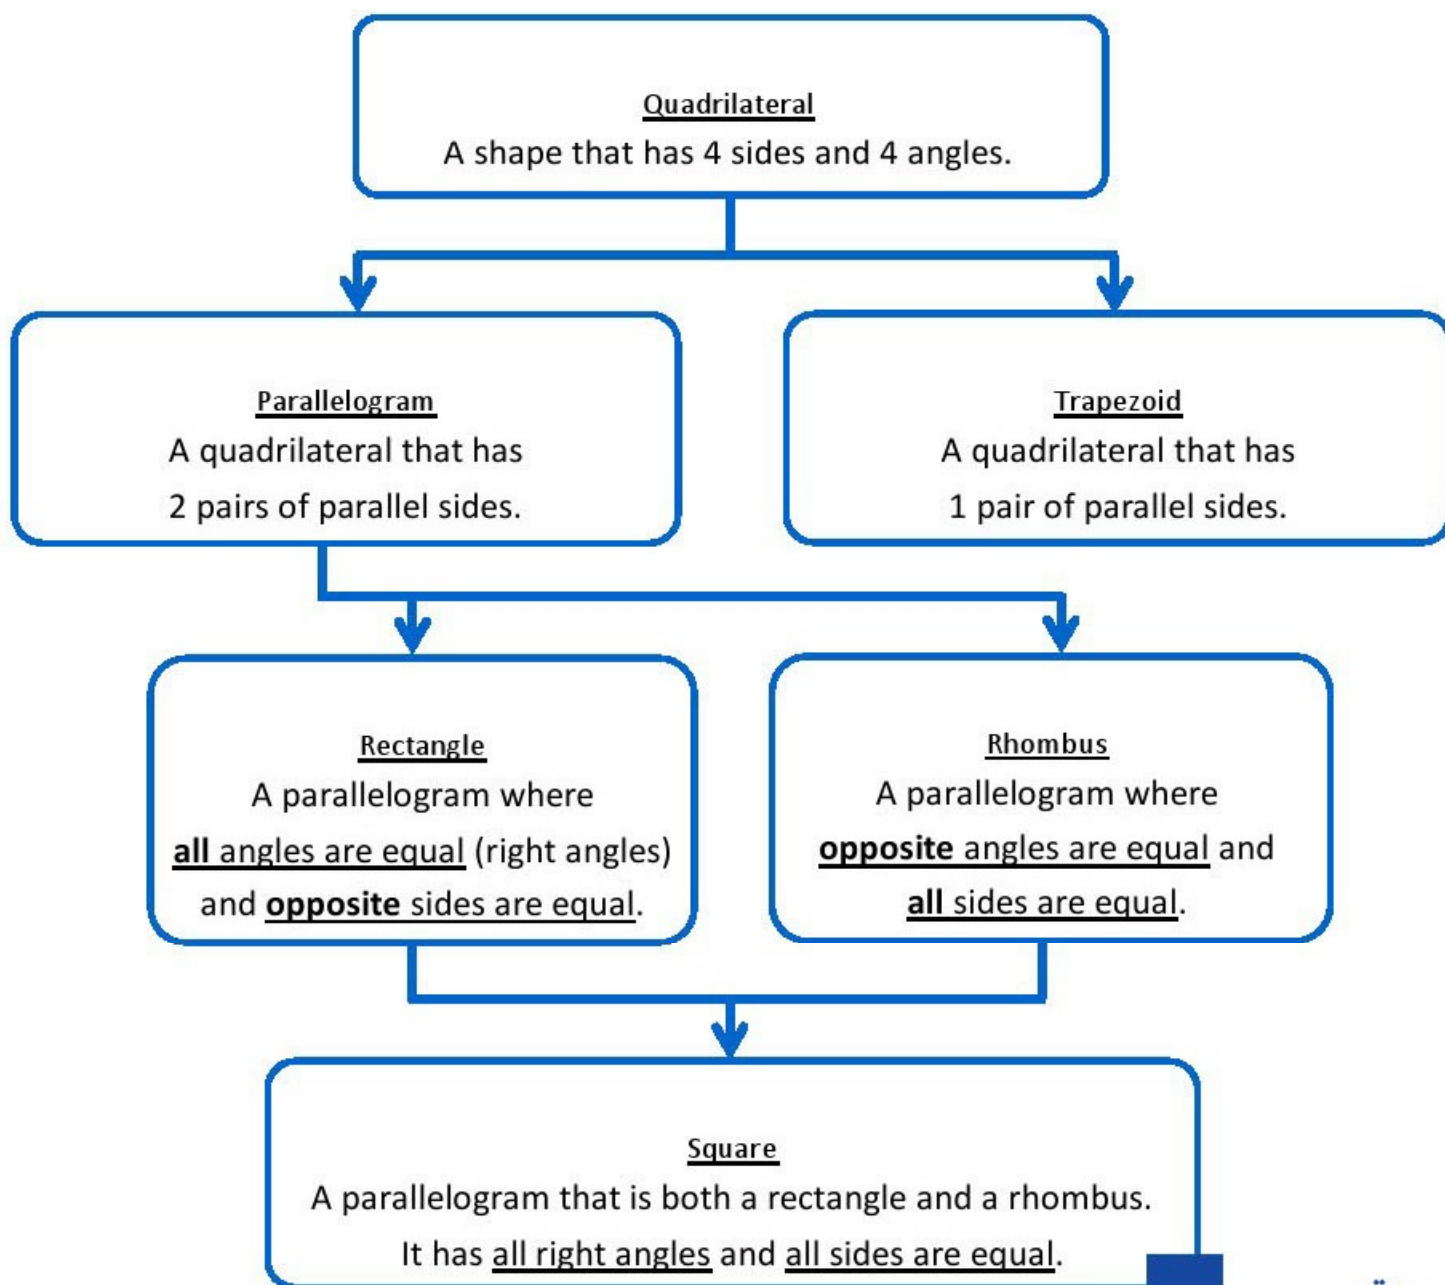 Quadrilateral
A shape that has 4 sides and 4 angles.
Parallelogram
A quadrilateral that has
2 pairs of parallel sides.
Trapezoid
A quadrilateral that has
1 pair of parallel sides.
Rectangle
A parallelogram where
all angles are equal (right angles)
and opposite sides are equal.
Rhombus
A parallelogram where
opposite angles are equal and
all sides are equal.
Square
A parallelogram that is both a rectangle and a rhombus.
It has all right angles and all sides are equal.